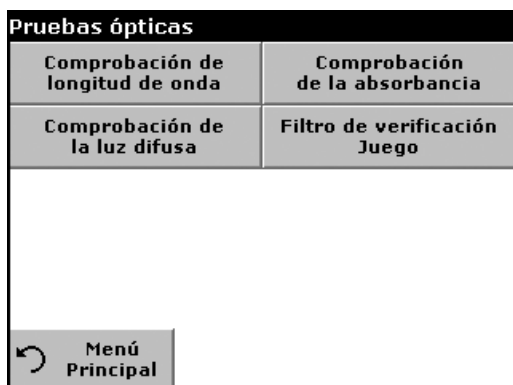 Pruebas ópticas
Comprobación de
longitud de onda
Comprobación
de la absorbancia
Comprobación de
la luz difusa
Filtro de verificación
Juego
Menú
Principal